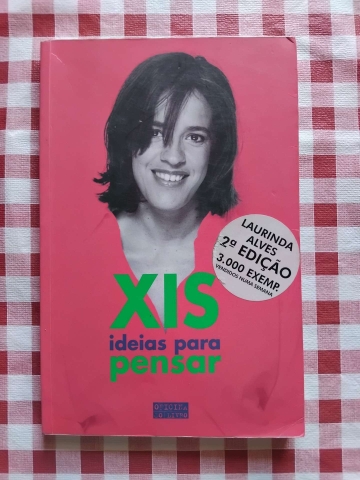 LAURINDA
ALVES
2ª EDIÇÃO
3.000 EXEMP.
VENDIDOS NUMA SEMANA
XIS
ideias para
pensar
OFICINA
DO LIVRO